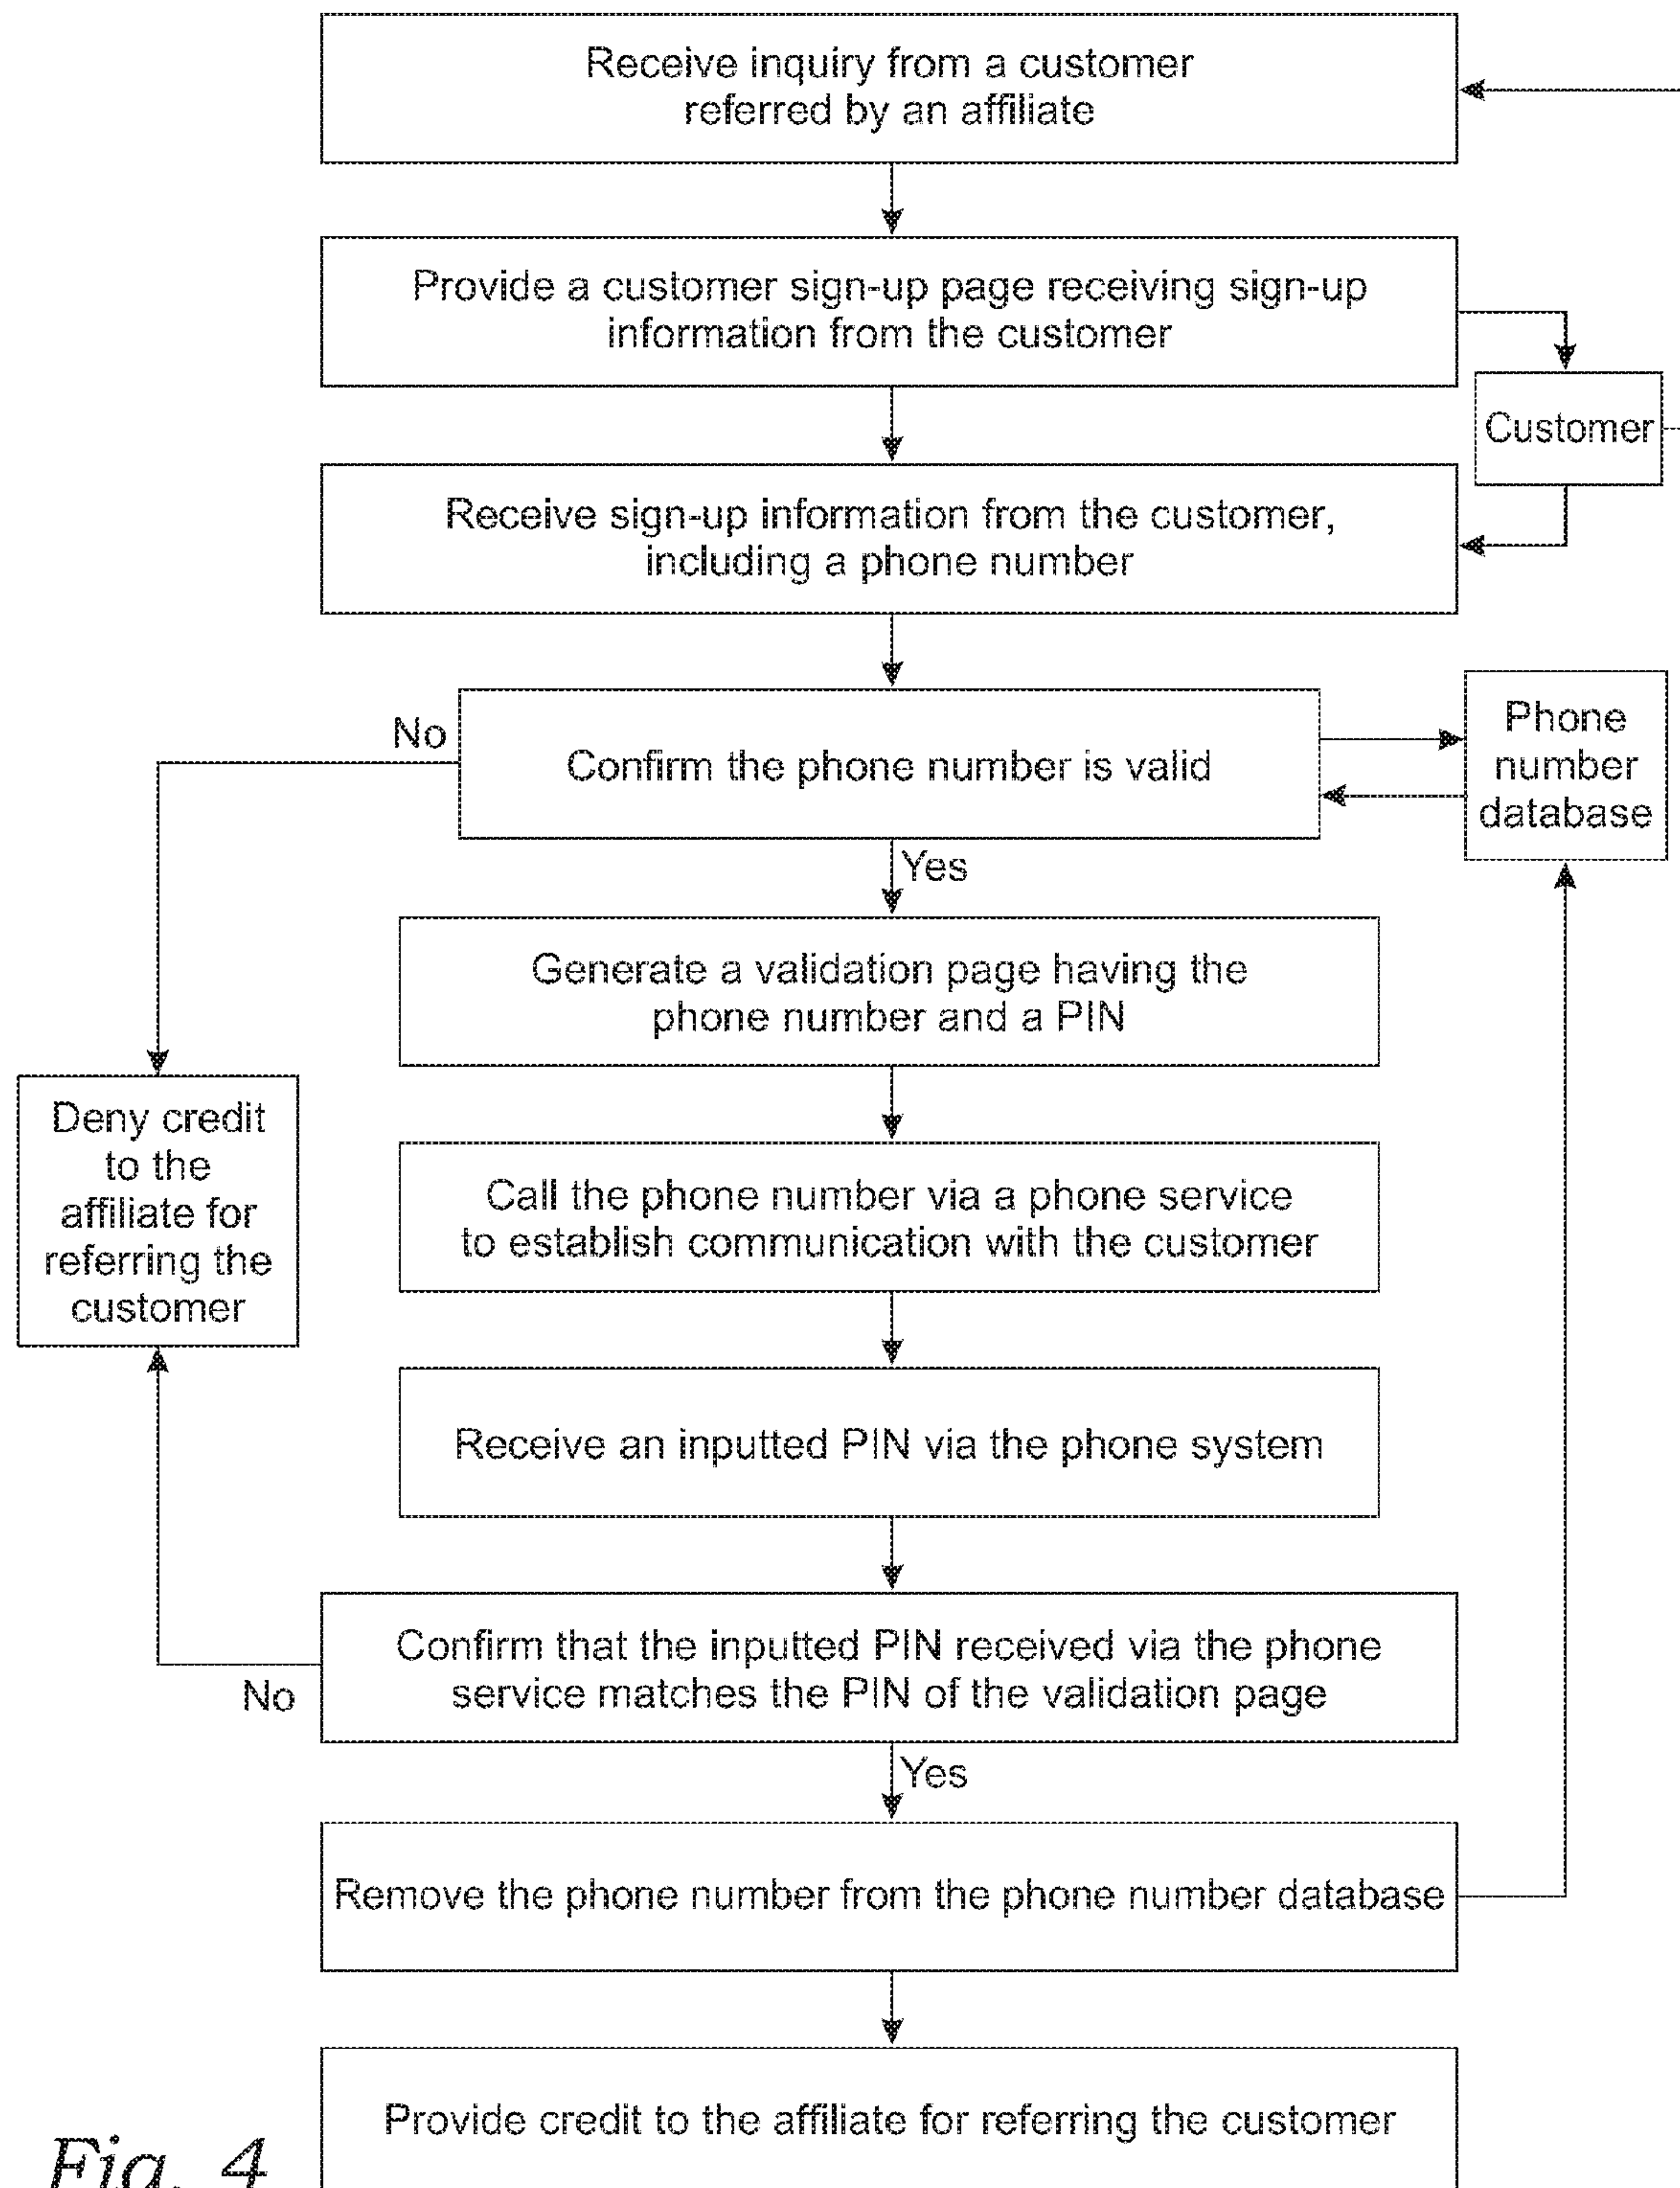 Receive inquiry from a customer
referred by an affiliate
Provide a customer sign-up page receiving sign-up
information from the customer
Customer
Receive sign-up information from the customer,
including a phone number
No
Confirm the phone number is valid
Phone
number
database
Yes
Generate a validation page having the
phone number and a PIN
Deny credit
to the
affiliate for
referring the
customer
Call the phone number via a phone service
to establish communication with the customer
Receive an inputted PIN via the phone system
Confirm that the inputted PIN received via the phone
service matches the PIN of the validation page
No
Yes
Remove the phone number from the phone number database
Provide credit to the affiliate for referring the customer
Fig. 4